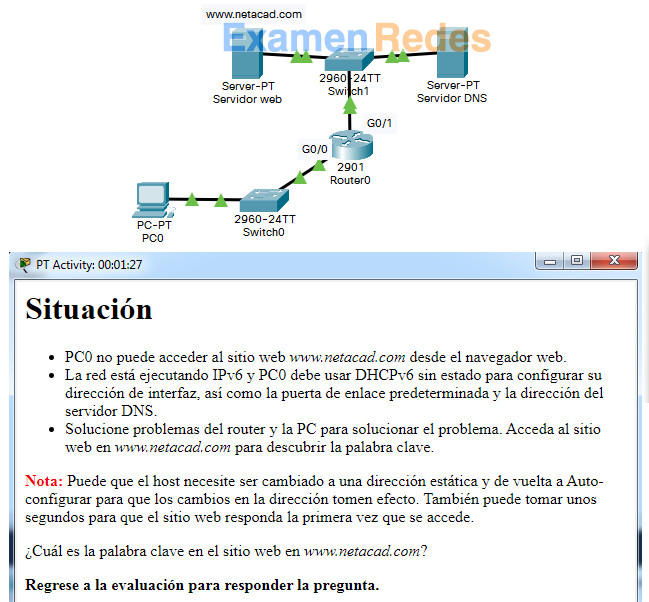 www.netacad.com
ExamenRedes
Server-PT
Servidor web
2960-24TT
Switch1
Server-PT
Servidor DNS
G0/1
G0/0
2901
Router0
PC-PT
PC0
2960-24TT
Switch0
PT Activity: 00:01:27
Situación
• PC0 no puede acceder al sitio web www.netacad.com desde el navegador web.
• La red está ejecutando IPv6 y PC0 debe usar DHCPv6 sin estado para configurar su
dirección de interfaz, así como la puerta de enlace predeterminada y la dirección del
servidor DNS.
• Solucione problemas del router y la PC para solucionar el problema. Acceda al sitio
web en www.netacad.com para descubrir la palabra clave.
Nota: Puede que el host necesite ser cambiado a una dirección estática y de vuelta a Auto-
configurar para que los cambios en la dirección tomen efecto. También puede tomar unos
segundos para que el sitio web responda la primera vez que se accede.
¿Cuál es la palabra clave en el sitio web en www.netacad.com?
Regrese a la evaluación para responder la pregunta.